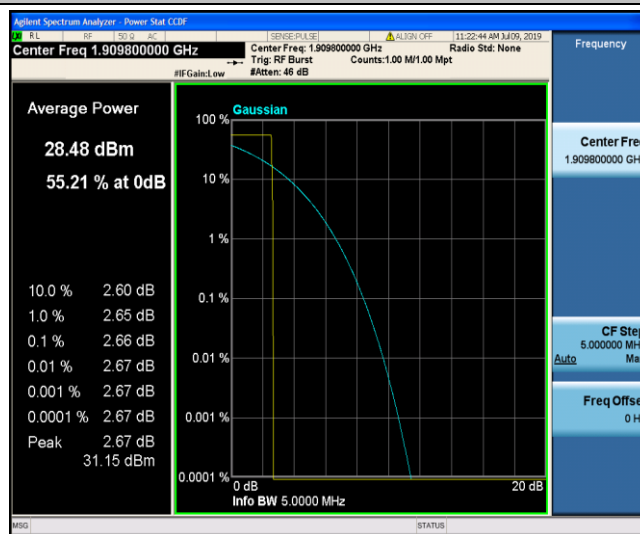 Agilent Spectrum Analyzer - Power Stat CCDF
RL RF 50 Ω AC SENSE:PULSE ALIGN OFF 11:22:44 AM Jul 09, 2019
Center Freq 1.909800000 GHz Center Freq: 1.909800000 GHz Radio Std: None
Trig: RF Burst Counts:1.00 M/1.00 Mpt
#IFGain:Low #Atten: 46 dB
Frequency
Average Power
28.48 dBm
55.21 % at 0dB
10.0 % 2.60 dB
1.0 % 2.65 dB
0.1 % 2.66 dB
0.01 % 2.67 dB
0.001 % 2.67 dB
0.0001 % 2.67 dB
Peak 2.67 dB
31.15 dBm
Gaussian
100 %
10 %
1 %
0.1 %
0.01 %
0.001 %
0.0001 %
0 dB 20 dB
Info BW 5.0000 MHz
Center Fre
1.909800000 GH
CF Step
5.000000 MH
Auto Ma
Freq Offse
0 H
MSG STATUS